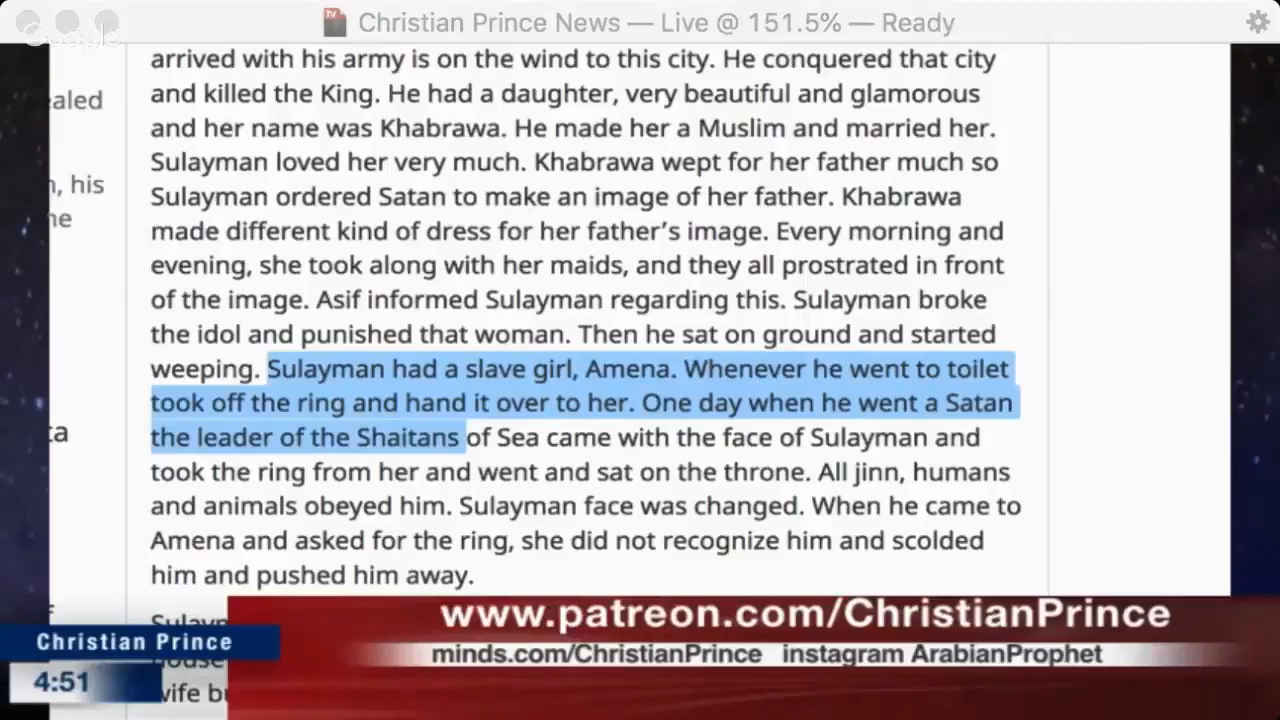 Christian Prince News — Live @ 151.5% — Ready
Google
ealed
, his
ne
arrived with his army is on the wind to this city. He conquered that city
and killed the King. He had a daughter, very beautiful and glamorous
and her name was Khabrawa. He made her a Muslim and married her.
Sulayman loved her very much. Khabrawa wept for her father much so
Sulayman ordered Satan to make an image of her father. Khabrawa
made different kind of dress for her father’s image. Every morning and
evening, she took along with her maids, and they all prostrated in front
of the image. Asif informed Sulayman regarding this. Sulayman broke
the idol and punished that woman. Then he sat on ground and started
weeping. Sulayman had a slave girl, Amena. Whenever he went to toilet
took off the ring and hand it over to her. One day when he went a Satan
the leader of the Shaitans of Sea came with the face of Sulayman and
took the ring from her and went and sat on the throne. All jinn, humans
and animals obeyed him. Sulayman face was changed. When he came to
Amena and asked for the ring, she did not recognize him and scolded
him and pushed him away.
www.patreon.com/ChristianPrince
minds.com/ChristianPrince instagram ArabianProphet
Christian Prince
4:51